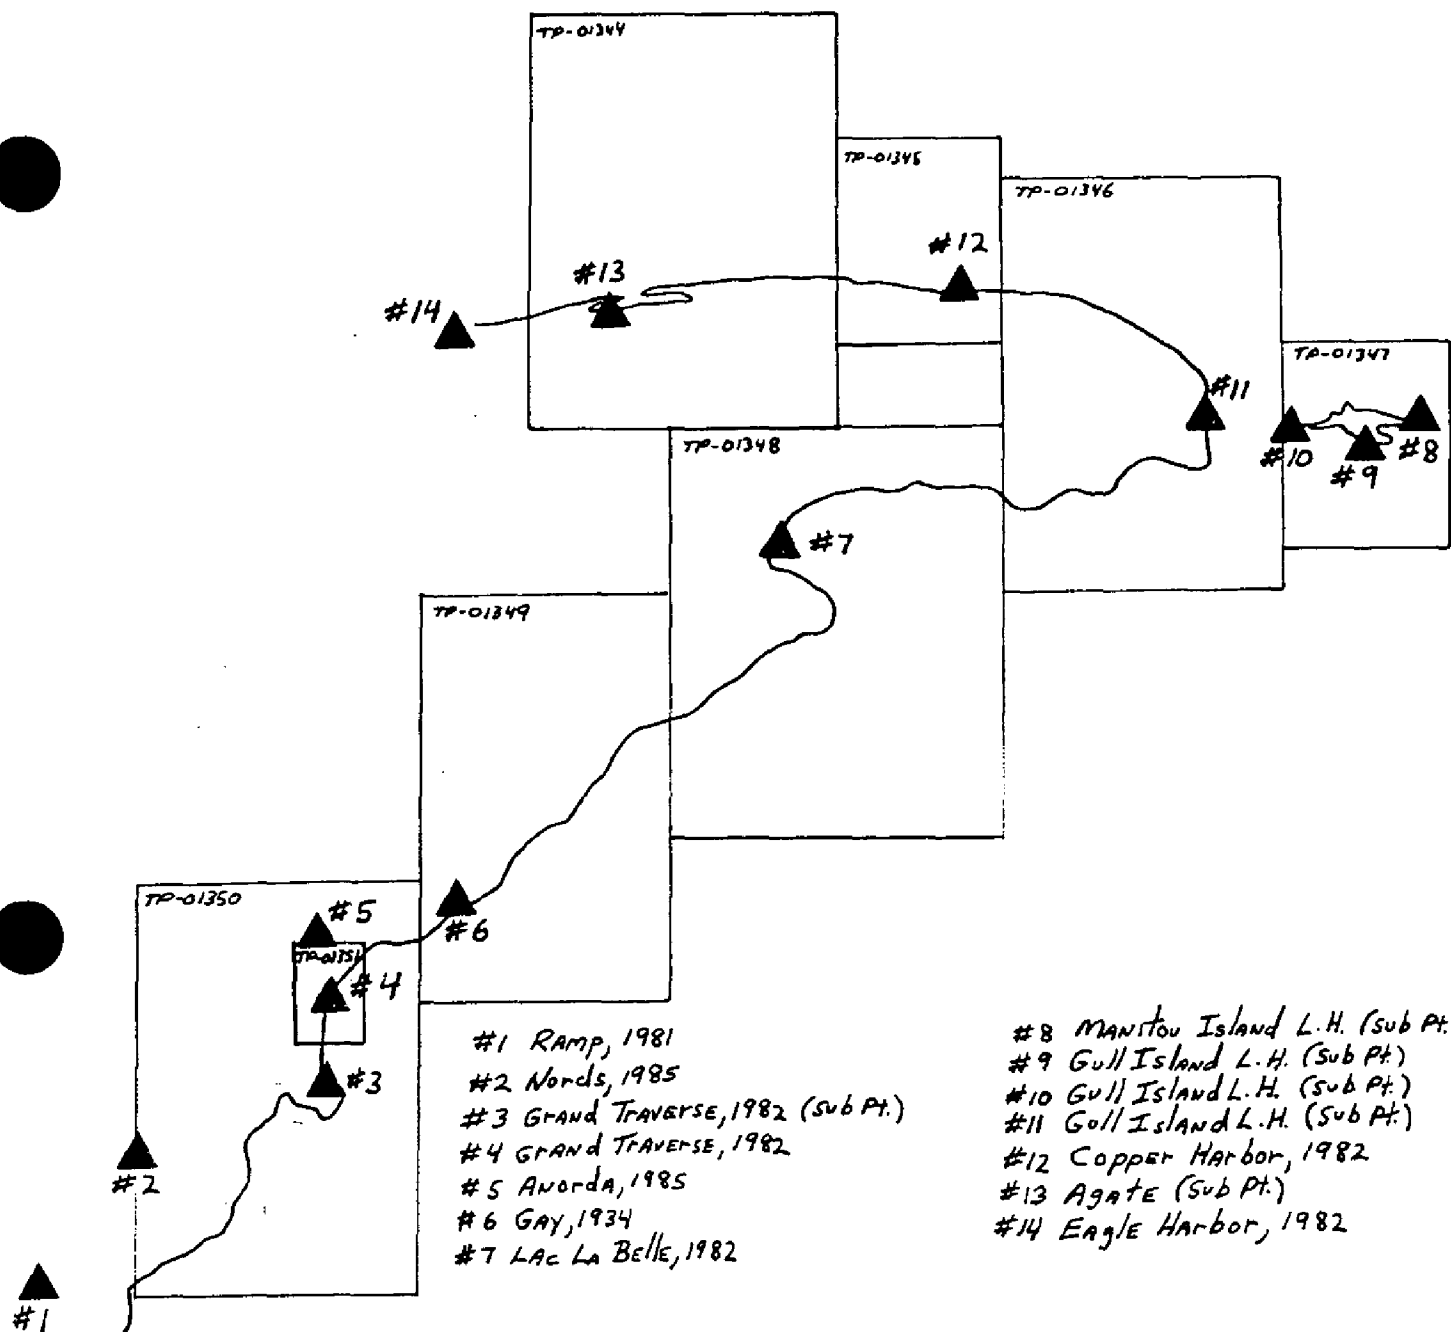 TP-01344
TP-01345
TP-01346
#12
#13
#14
TP-01347
#11
#10
#9
#8
TP-01348
#7
TP-01349
TP-01350
#5
#6
TP-01351
#4
#3
#2
#1
#1 Ramp, 1981
#2 Nords, 1985
#3 Grand Traverse, 1982 (Sub Pt.)
#4 Grand Traverse, 1982
#5 Anorda, 1985
#6 Gay, 1934
#7 Lac La Belle, 1982
#8 Manitou Island L.H. (Sub Pt.
#9 Gull Island L.H. (Sub Pt.)
#10 Gull Island L.H. (Sub Pt.)
#11 Gull Island L.H. (Sub Pt.)
#12 Copper Harbor, 1982
#13 Agate (Sub Pt.)
#14 Eagle Harbor, 1982